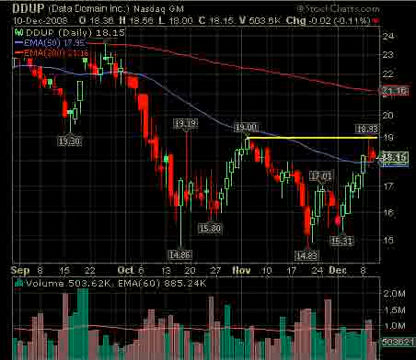 DDUP (Data Domain Inc.) Nasdaq GM © StockCharts.com
10-Dec-2008 O 18.36 H 18.56 L 18.00 C 18.15 V 503.6K Chg -0.02 (-0.11%)
DDUP (Daily) 18.15
EMA(50) 17.95
EMA(200) 21.16
24
23
22
21.16
21
20
19.30
19.19
19.00
18.93
19
18.15
17.01
17
16
15.80
15.31
15
14.86
14.83
Sep 8 15 22 Oct 6 13 20 27 Nov 10 17 24 Dec 8
Volume 503.62K, EMA(60) 885.24K
2.0M
1.5M
1.0M
503621